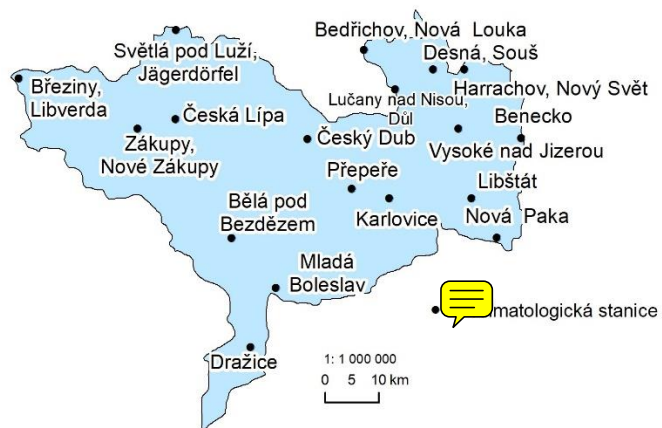 Bedřichov, Nová Louka
Světlá pod Luží,
Jägerdörfel
Desná, Souš
Březiny,
Libverda
Harrachov, Nový Svět
Lučany nad Nisou,
Důl
Česká Lípa
Benecko
Zákupy,
Nové Zákupy
Český Dub
Vysoké nad Jizerou
Přepeře
Libštát
Bělá pod
Bezdězem
Karlovice
Nová Paka
Mladá
Boleslav
matologická stanice
Dražice
1: 1 000 000
0 5 10 km